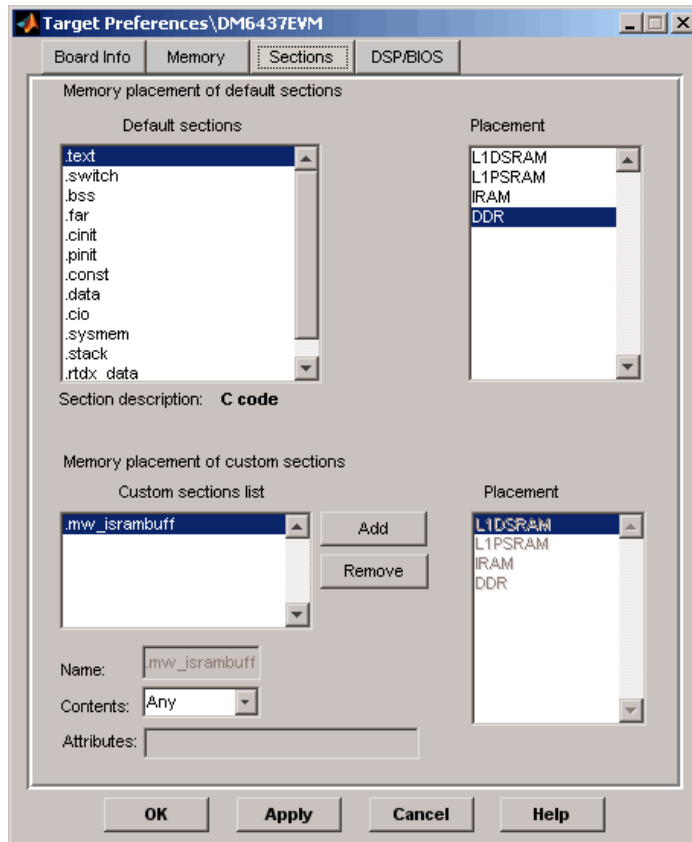 Target Preferences\DM6437EVM
Board Info Memory Sections DSP/BIOS
Memory placement of default sections
Default sections
Placement
.text
.switch
.bss
.far
.cinit
.pinit
.const
.data
.cio
.sysmem
.stack
.rtdx_data
L1DSRAM
L1PSRAM
IRAM
DDR
Section description: C code
Memory placement of custom sections
Custom sections list
Placement
.mw_isrambuff
Add
Remove
L1DSRAM
L1PSRAM
IRAM
DDR
Name: .mw_isrambuff
Contents: Any
Attributes:
OK Apply Cancel Help